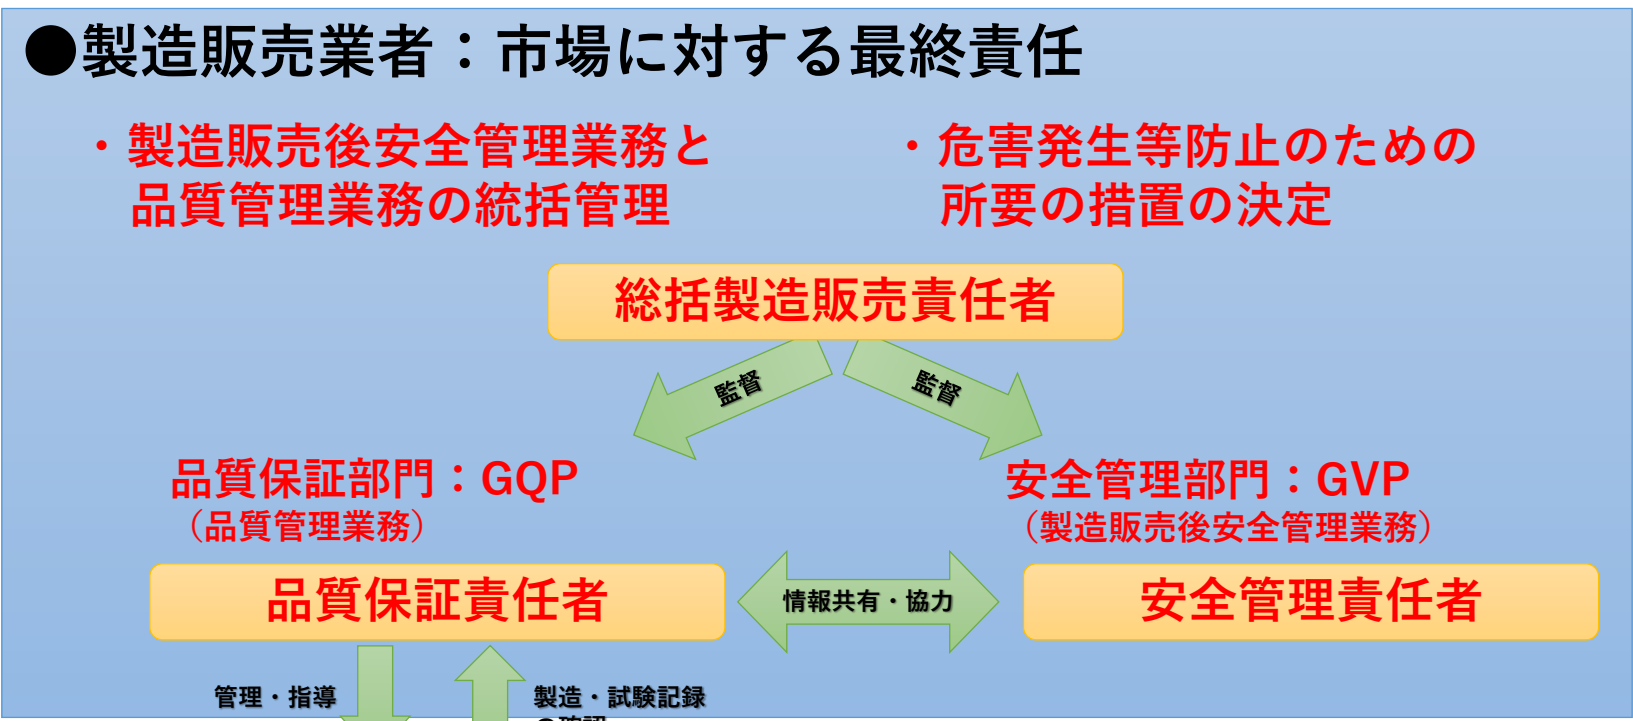 ●製造販売業者：市場に対する最終責任
・製造販売後安全管理業務と
品質管理業務の統括管理
・危害発生等防止のための
所要の措置の決定
総括製造販売責任者
監督
監督
品質保証部門：GQP
（品質管理業務）
安全管理部門：GVP
（製造販売後安全管理業務）
品質保証責任者
情報共有・協力
安全管理責任者
管理・指導
製造・試験記録